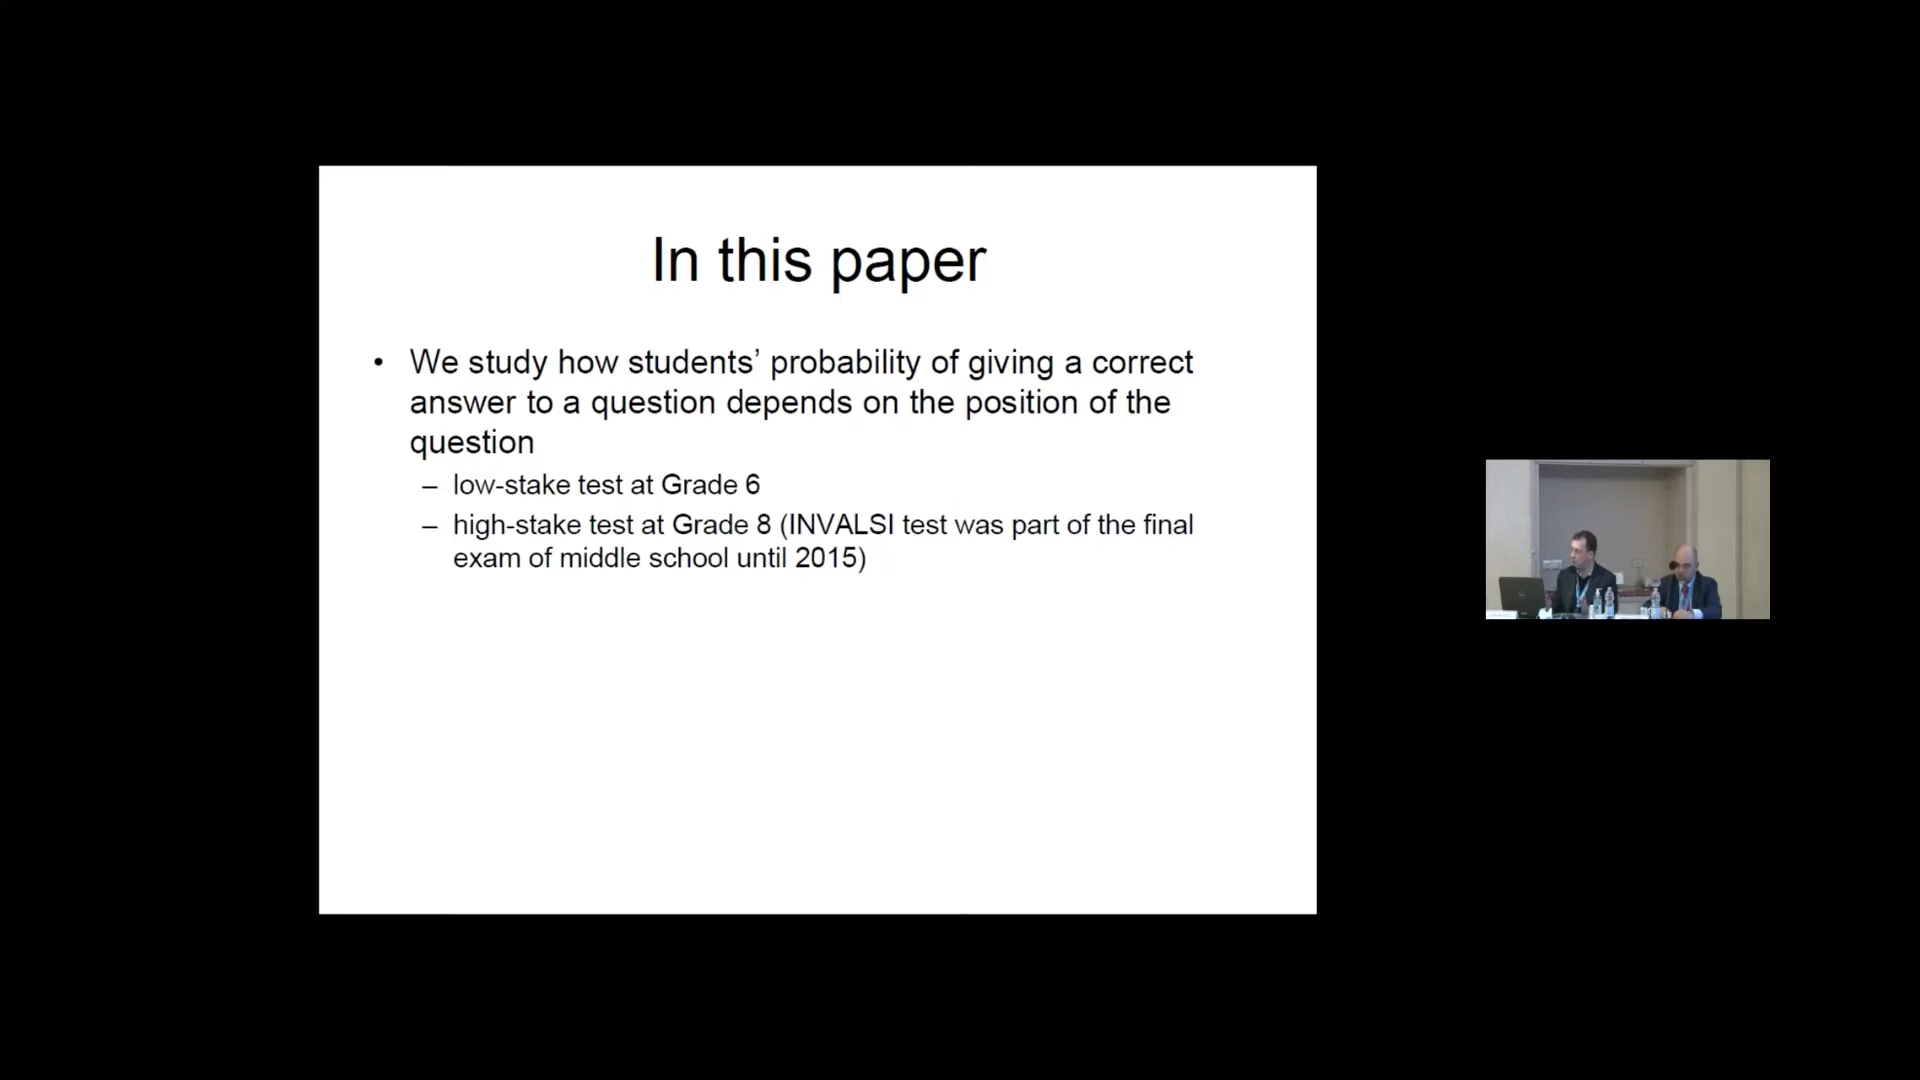 In this paper
• We study how students’ probability of giving a correct
answer to a question depends on the position of the
question
– low-stake test at Grade 6
– high-stake test at Grade 8 (INVALSI test was part of the final
exam of middle school until 2015)